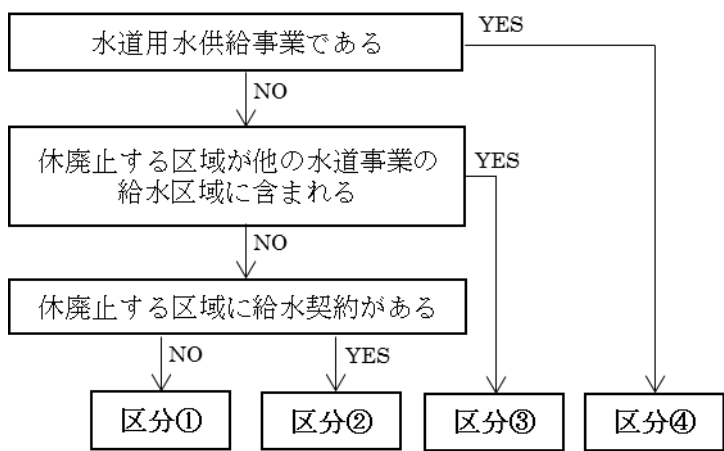 水道用水供給事業である
YES
NO
休廃止する区域が他の水道事業の
給水区域に含まれる
YES
NO
休廃止する区域に給水契約がある
NO
YES
区分①
区分②
区分③
区分④